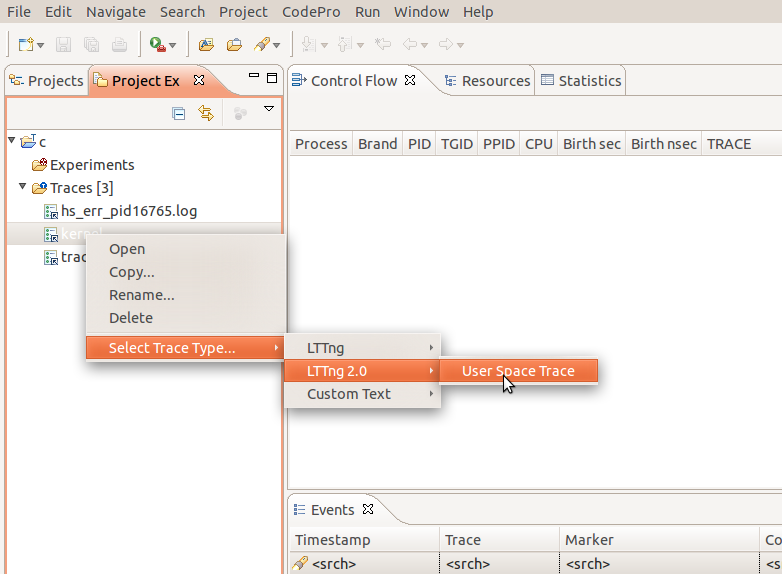 File Edit Navigate Search Project CodePro Run Window Help
Projects Project Ex
Control Flow Resources Statistics
Process Brand PID TGID PPID CPU Birth sec Birth nsec TRACE
c
Experiments
Traces [3]
hs_err_pid16765.log
kernel
trac
Open
Copy...
Rename...
Delete
Select Trace Type...
LTTng
LTTng 2.0
Custom Text
User Space Trace
Events
Timestamp Trace Marker Co
<srch> <srch> <srch> <s